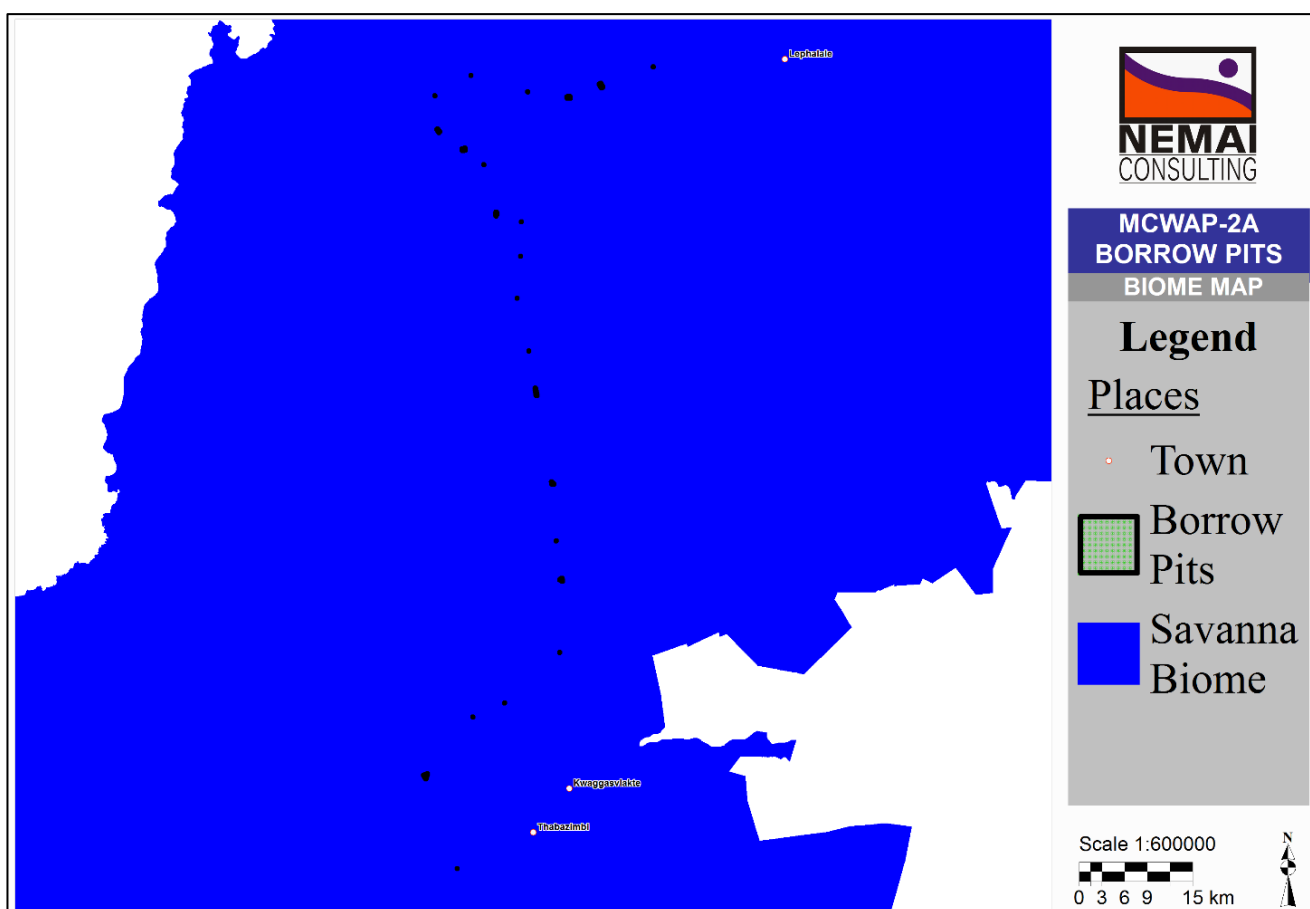 Lephalale
Kwaggasvlakte
Thabazimbi
NEMAI
CONSULTING
MCWAP-2A
BORROW PITS
BIOME MAP
Legend
Places
Town
Borrow
Pits
Savanna
Biome
Scale 1:600000
0 3 6 9 15 km
N